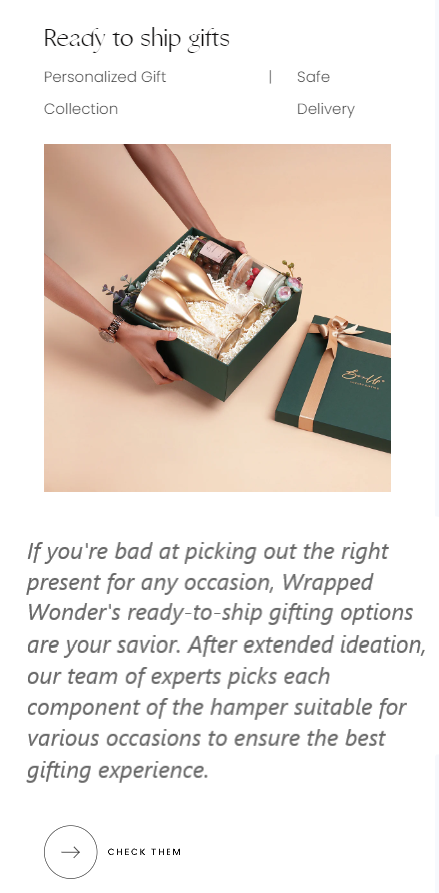 Ready to ship gifts
Personalized Gift | Safe
Collection Delivery
If you're bad at picking out the right
present for any occasion, Wrapped
Wonder's ready-to-ship gifting options
are your savior. After extended ideation,
our team of experts picks each
component of the hamper suitable for
various occasions to ensure the best
gifting experience.
CHECK THEM